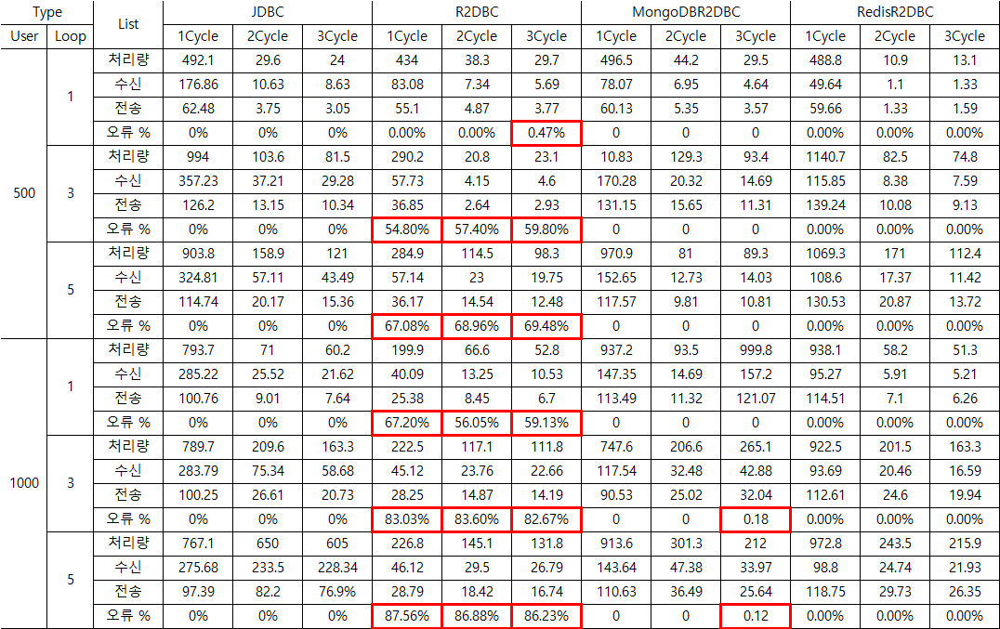 Type List JDBC R2DBC MongoDBR2DBC RedisR2DBC
User Loop 1Cycle 2Cycle 3Cycle 1Cycle 2Cycle 3Cycle 1Cycle 2Cycle 3Cycle 1Cycle 2Cycle 3Cycle
500 1 처리량 492.1 29.6 24 434 38.3 29.7 496.5 44.2 29.5 488.8 10.9 13.1
수신 176.86 10.63 8.63 83.08 7.34 5.69 78.07 6.95 4.64 49.64 1.1 1.33
전송 62.48 3.75 3.05 55.1 4.87 3.77 60.13 5.35 3.57 59.66 1.33 1.59
오류 % 0% 0% 0% 0.00% 0.00% 0.47% 0 0 0 0.00% 0.00% 0.00%
3 처리량 994 103.6 81.5 290.2 20.8 23.1 10.83 129.3 93.4 1140.7 82.5 74.8
수신 357.23 37.21 29.28 57.73 4.15 4.6 170.28 20.32 14.69 115.85 8.38 7.59
전송 126.2 13.15 10.34 36.85 2.64 2.93 131.15 15.65 11.31 139.24 10.08 9.13
오류 % 0% 0% 0% 54.80% 57.40% 59.80% 0 0 0 0.00% 0.00% 0.00%
5 처리량 903.8 158.9 121 284.9 114.5 98.3 970.9 81 89.3 1069.3 171 112.4
수신 324.81 57.11 43.49 57.14 23 19.75 152.65 12.73 14.03 108.6 17.37 11.42
전송 114.74 20.17 15.36 36.17 14.54 12.48 117.57 9.81 10.81 130.53 20.87 13.72
오류 % 0% 0% 0% 67.08% 68.96% 69.48% 0 0 0 0.00% 0.00% 0.00%
1000 1 처리량 793.7 71 60.2 199.9 66.6 52.8 937.2 93.5 999.8 938.1 58.2 51.3
수신 285.22 25.52 21.62 40.09 13.25 10.53 147.35 14.69 157.2 95.27 5.91 5.21
전송 100.76 9.01 7.64 25.38 8.45 6.7 113.49 11.32 121.07 114.51 7.1 6.26
오류 % 0% 0% 0% 67.20% 56.05% 59.13% 0 0 0 0.00% 0.00% 0.00%
3 처리량 789.7 209.6 163.3 222.5 117.1 111.8 747.6 206.6 265.1 922.5 201.5 163.3
수신 283.79 75.34 58.68 45.12 23.76 22.66 117.54 32.48 42.88 93.69 20.46 16.59
전송 100.25 26.61 20.73 28.25 14.87 14.19 90.53 25.02 32.04 112.61 24.6 19.94
오류 % 0% 0% 0% 83.03% 83.60% 82.67% 0 0 0.18 0.00% 0.00% 0.00%
5 처리량 767.1 650 605 226.8 145.1 131.8 913.6 301.3 212 972.8 243.5 215.9
수신 275.68 233.5 228.34 46.12 29.5 26.79 143.64 47.38 33.97 98.8 24.74 21.93
전송 97.39 82.2 76.9% 28.79 18.42 16.74 110.63 36.49 25.64 118.75 29.73 26.35
오류 % 0% 0% 0% 87.56% 86.88% 86.23% 0 0 0.12 0.00% 0.00% 0.00%